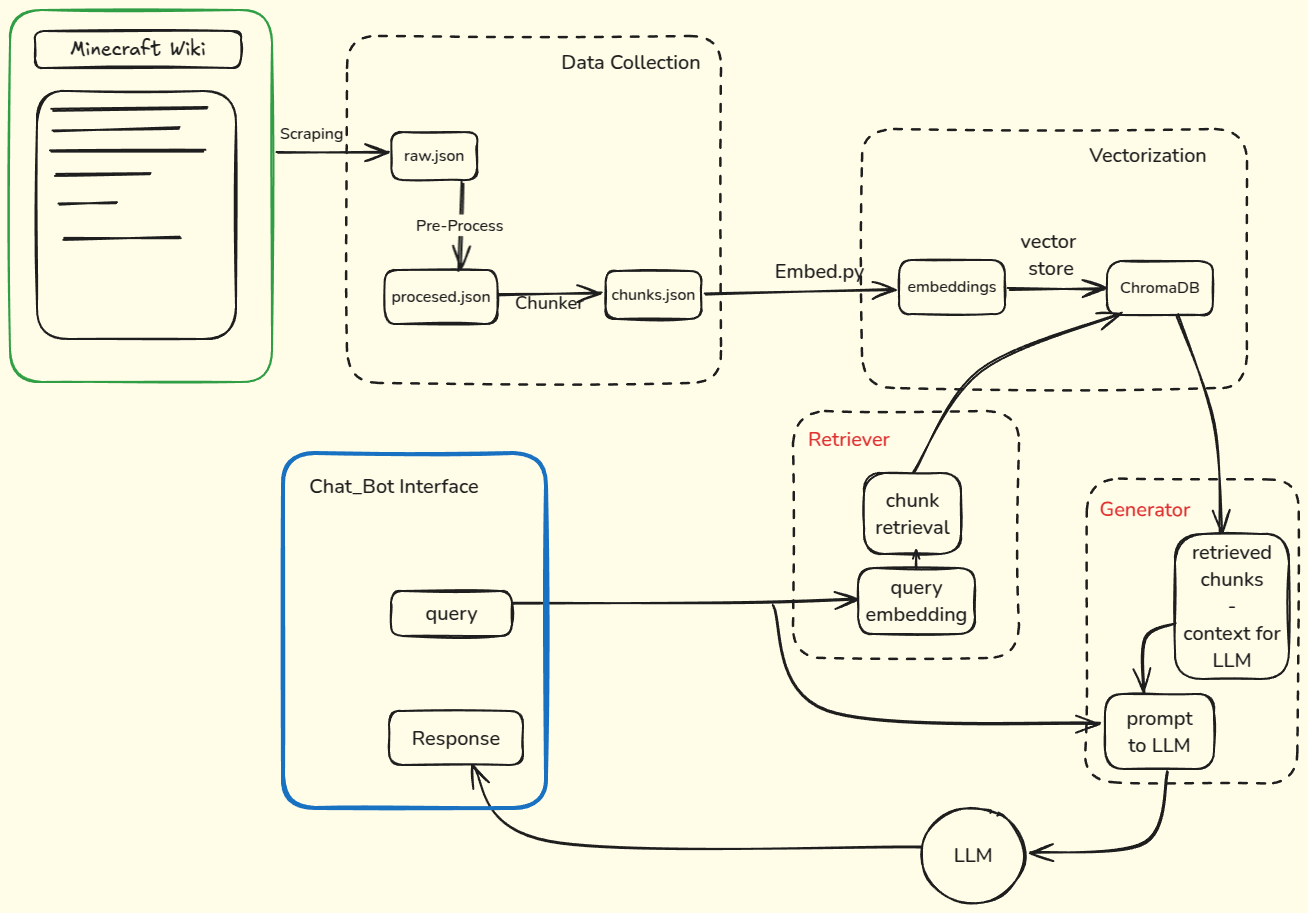 Minecraft Wiki
Scraping
Data Collection
raw.json
Pre-Process
procesed.json
Chunker
chunks.json
Embed.py
Vectorization
embeddings
vector
store
ChromaDB
Retriever
chunk
retrieval
query
embedding
Chat_Bot Interface
query
Response
Generator
retrieved
chunks
-
context for
LLM
prompt
to LLM
LLM